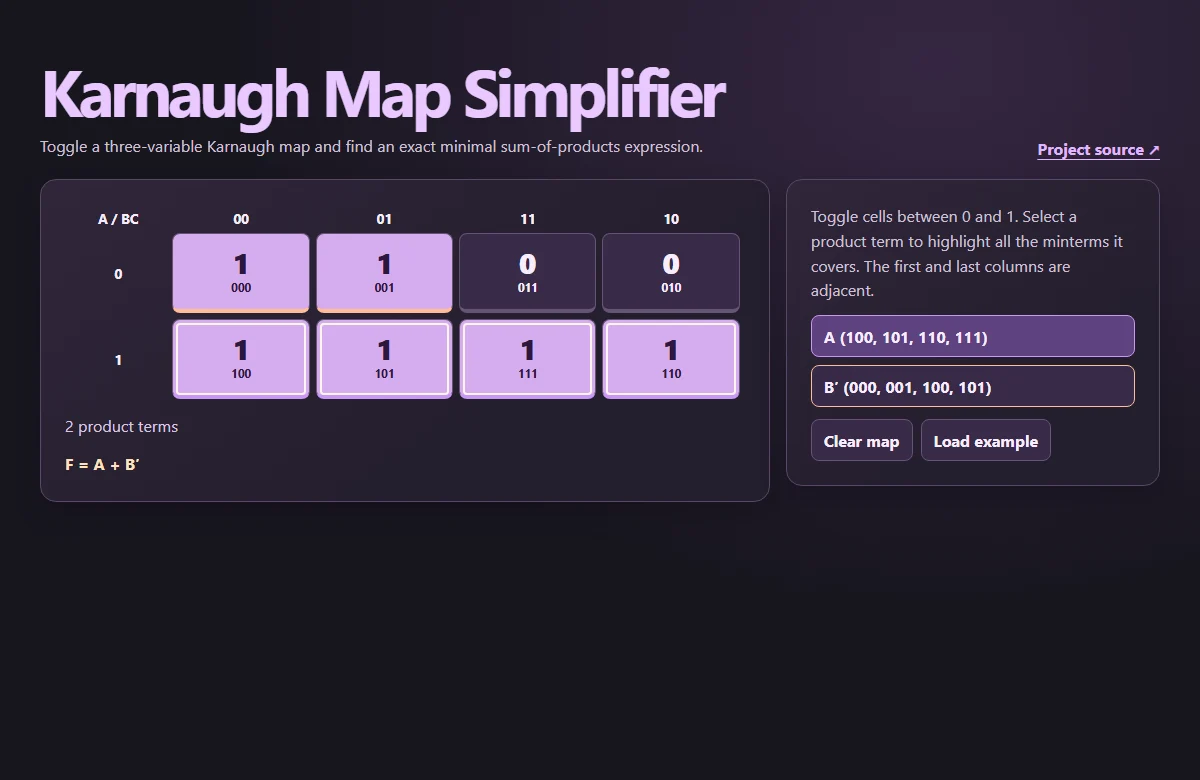 Karnaugh Map Simplifier
Toggle a three-variable Karnaugh map and find an exact minimal sum-of-products expression.
Project source ↗
A / BC 00 01 11 10
0
1 1 0 0
000 001 011 010
1
1 1 1 1
100 101 111 110
2 product terms
F = A + B′
Toggle cells between 0 and 1. Select a
product term to highlight all the minterms it
covers. The first and last columns are
adjacent.
A (100, 101, 110, 111)
B′ (000, 001, 100, 101)
Clear map Load example